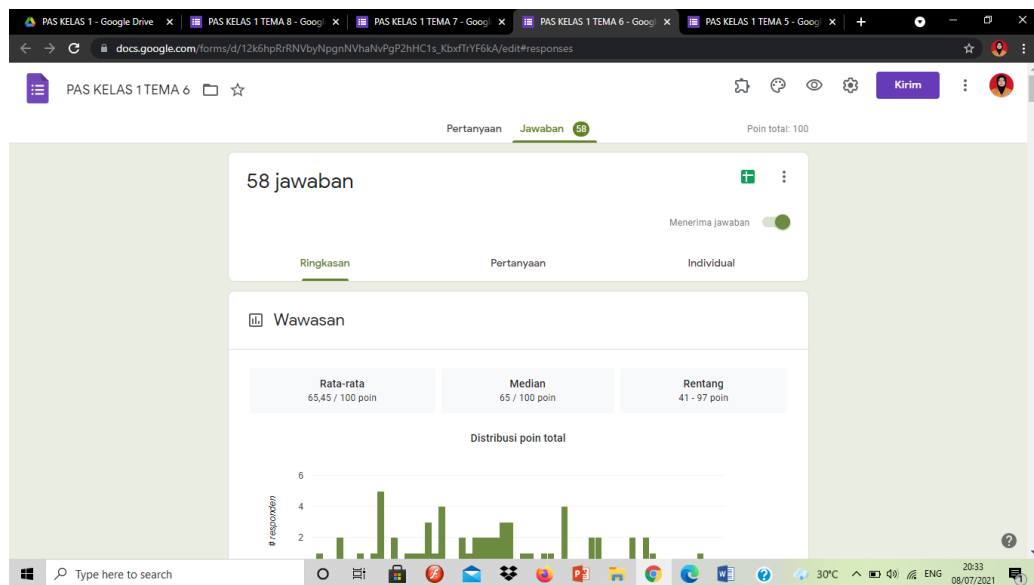 PAS KELAS 1 - Google Drive
PAS KELAS 1 TEMA 8 - Googl
PAS KELAS 1 TEMA 7 - Googl
PAS KELAS 1 TEMA 6 - Googl
PAS KELAS 1 TEMA 5 - Googl
docs.google.com/forms/d/12k6hpRrRNVbyNpgnNVhaNvPgP2hHC1s_KbxfTrYF6kA/edit#responses
PAS KELAS 1 TEMA 6
Kirim
Pertanyaan Jawaban 58
Poin total: 100
58 jawaban
Menerima jawaban
Ringkasan Pertanyaan Individual
Wawasan
Rata-rata Median Rentang
65,45 / 100 poin 65 / 100 poin 41 - 97 poin
Distribusi poin total
6
4
2
# responden
Type here to search
30°C
ENG
20:33
08/07/2021